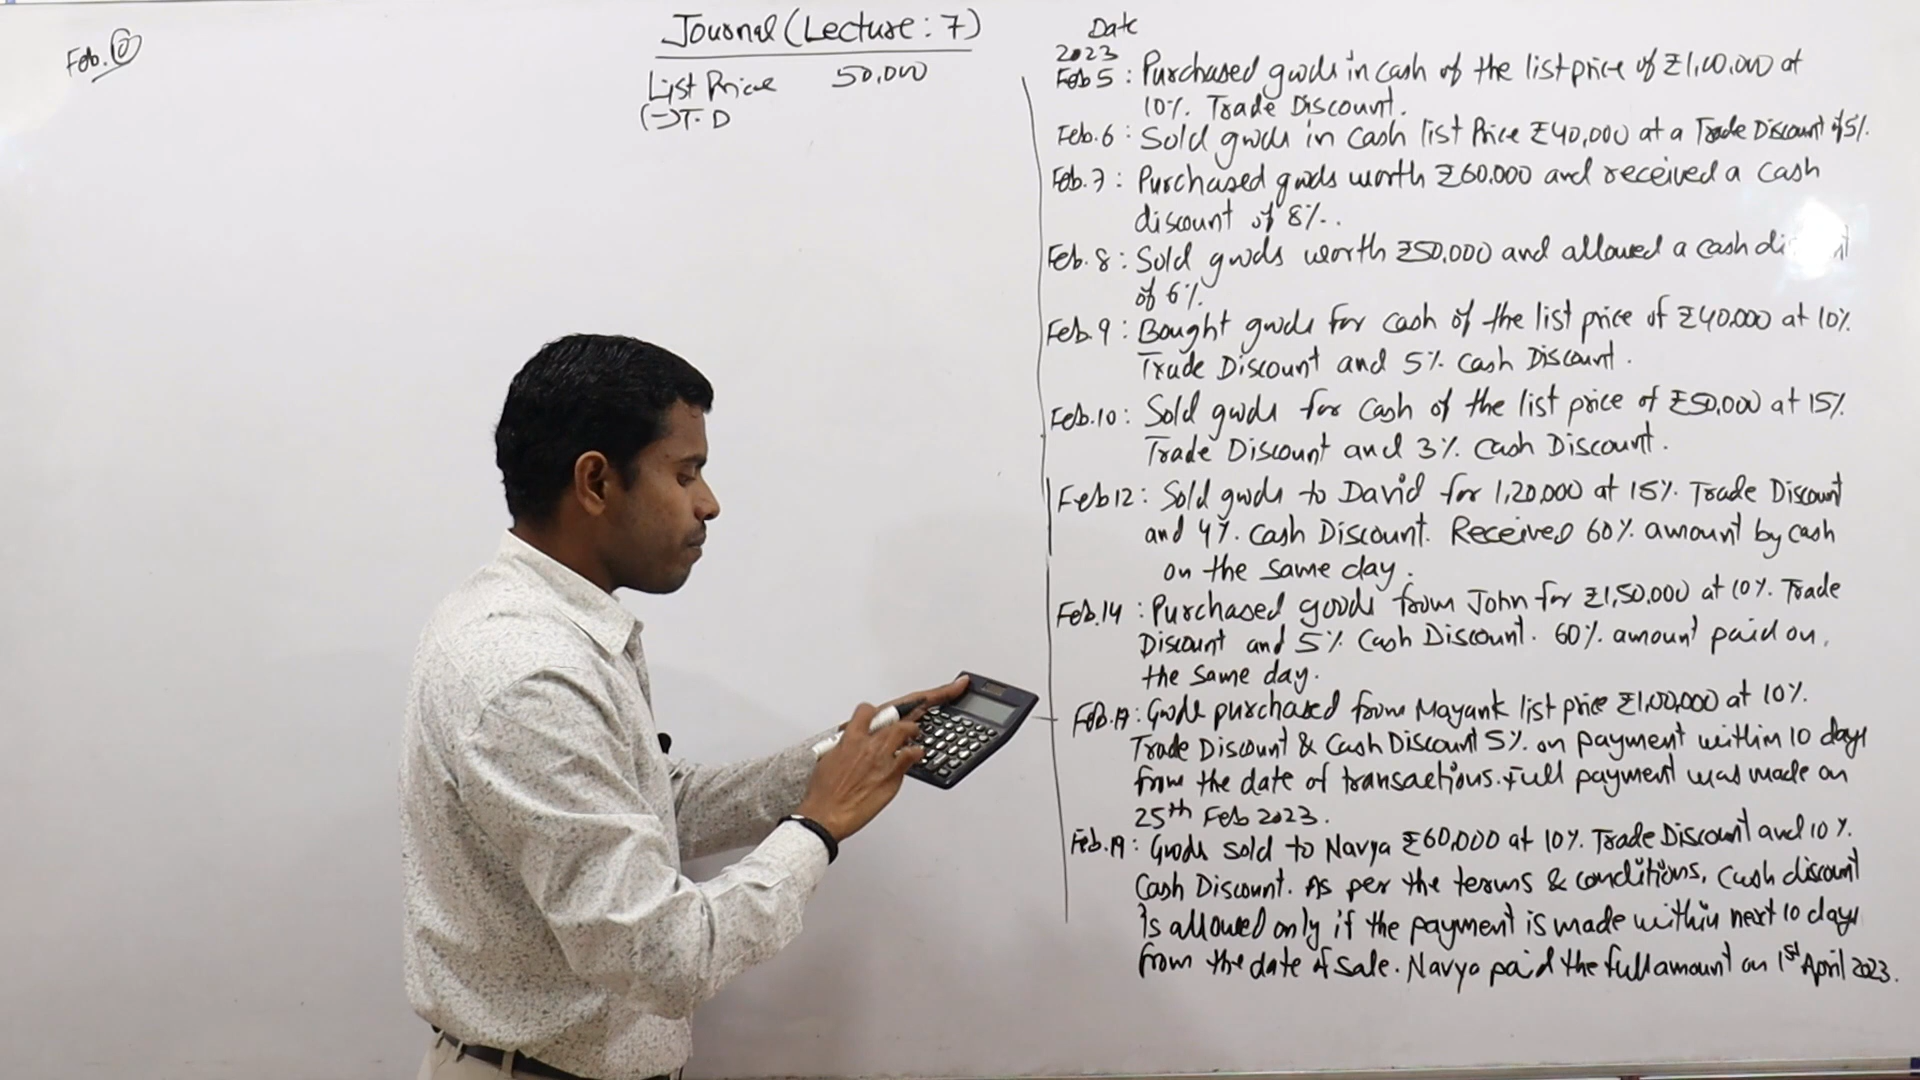 Feb. 10
Journal (Lecture : 7)
List Price 50,000
(-) T. D
Date
2023
Feb 5 : Purchased goods in cash of the list price of ₹1,00,000 at
10%. Trade Discount.
Feb. 6 : Sold goods in cash list Price ₹40,000 at a Trade Discount of 5%.
Feb. 7 : Purchased goods worth ₹60,000 and received a cash
discount of 8%..
Feb. 8 : Sold goods worth ₹50,000 and allowed a cash
of 6%.
Feb. 9 : Bought goods for cash of the list price of ₹40,000 at 10%.
Trade Discount and 5%. Cash Discount.
Feb. 10 : Sold goods for cash of the list price of ₹50,000 at 15%.
Trade Discount and 3%. Cash Discount.
Feb 12 : Sold goods to David for 1,20,000 at 15%. Trade Discount
and 4%. Cash Discount. Received 60%. amount by cash
on the same day.
Feb. 14 : Purchased goods from John for ₹1,50,000 at 10%. Trade
Discount and 5%. Cash Discount. 60%. amount paid on
the same day.
Feb. 17 : Goods purchased from Mayank list price ₹1,00,000 at 10%.
Trade Discount & Cash Discount 5%. on payment within 10 days
from the date of transactions. Full payment was made on
25th Feb 2023.
Feb. 19 : Goods sold to Navya ₹60,000 at 10%. Trade Discount and 10%.
Cash Discount. As per the terms & conditions, Cash discount
is allowed only if the payment is made within next 10 days
from the date of sale. Navya paid the full amount on 1st April 2023.